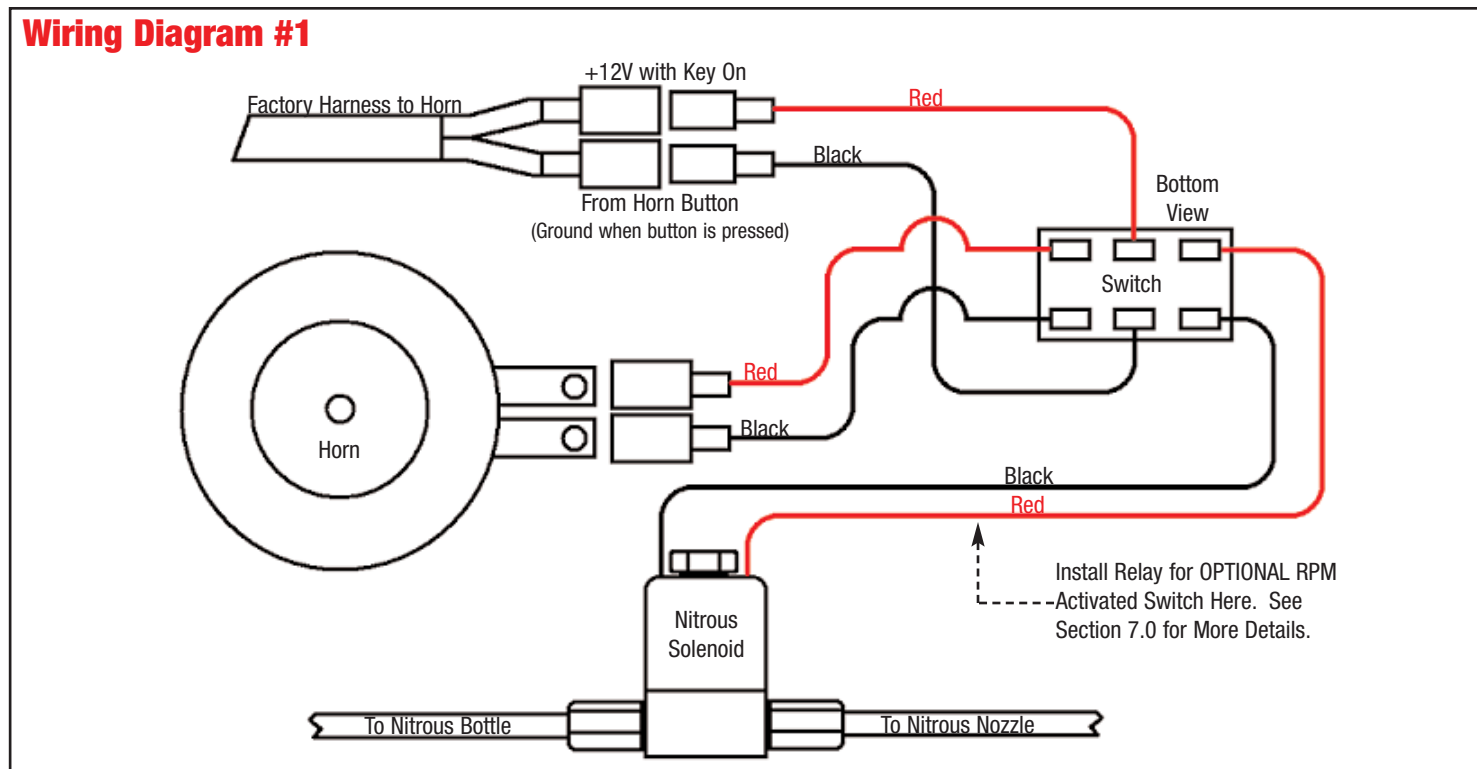 Wiring Diagram #1
+12V with Key On
Factory Harness to Horn
Red
Black
Bottom
View
From Horn Button
(Ground when button is pressed)
Switch
Red
Black
Horn
Black
Red
Install Relay for OPTIONAL RPM
Activated Switch Here. See
Section 7.0 for More Details.
Nitrous
Solenoid
To Nitrous Bottle
To Nitrous Nozzle